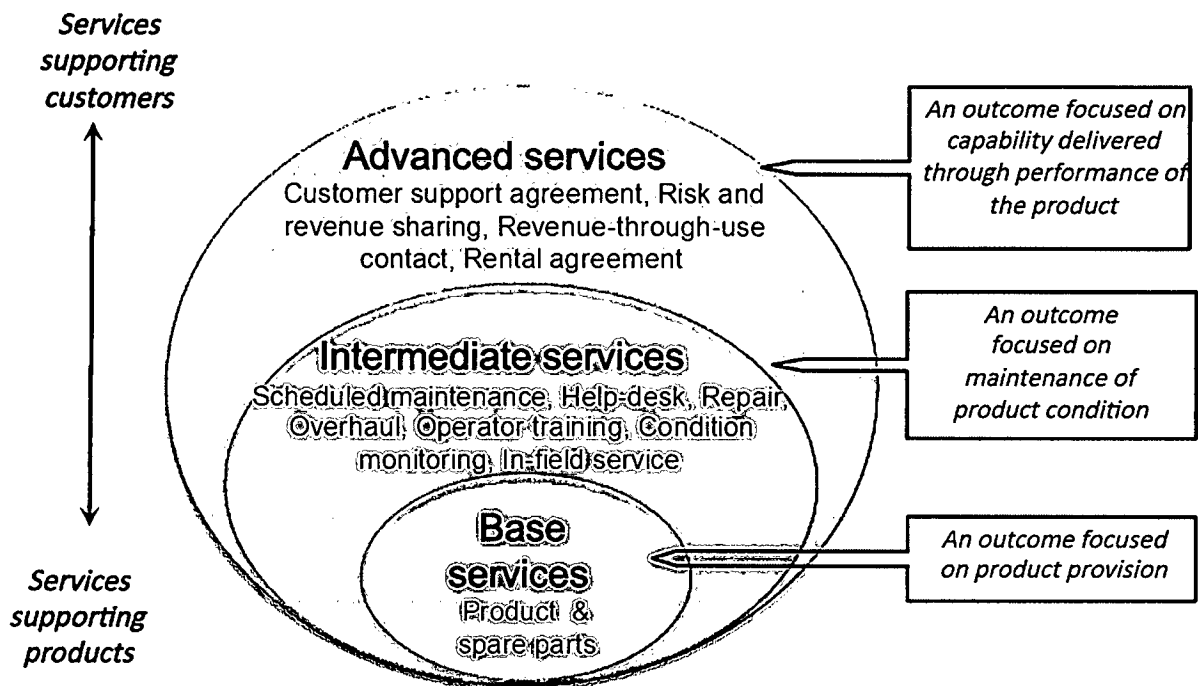 Services
supporting
customers
Advanced services
Customer support agreement, Risk and
revenue sharing, Revenue-through-use
contact, Rental agreement
An outcome focused on
capability delivered
through performance of
the product
Intermediate services
Scheduled maintenance, Help-desk, Repair,
Overhaul, Operator training, Condition
monitoring, In-field service
An outcome
focused on
maintenance of
product condition
Base
services
Product &
spare parts
An outcome focused
on product provision
Services
supporting
products